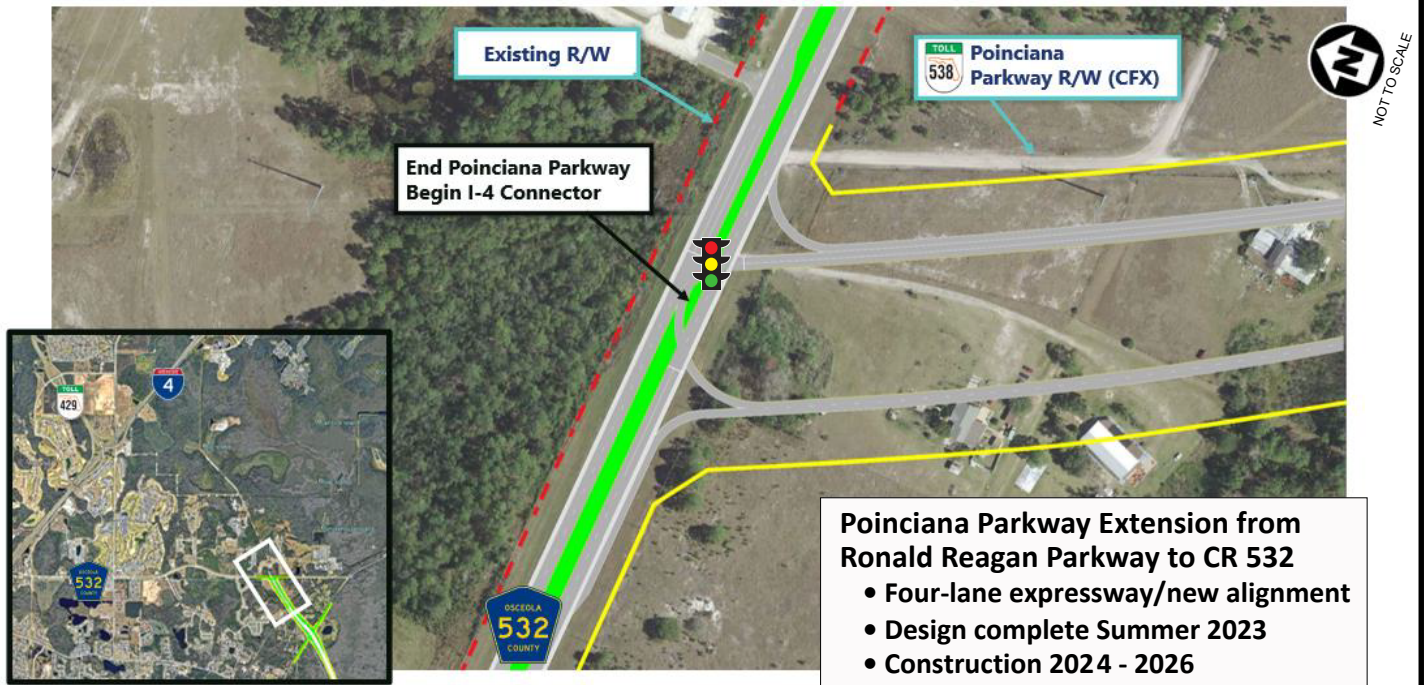 Existing R/W
TOLL
538
Poinciana
Parkway R/W (CFX)
N
NOT TO SCALE
End Poinciana Parkway
Begin I-4 Connector
TOLL
429
4
OSCEOLA
532
COUNTY
OSCEOLA
532
COUNTY
Poinciana Parkway Extension from
Ronald Reagan Parkway to CR 532
• Four-lane expressway/new alignment
• Design complete Summer 2023
• Construction 2024 - 2026